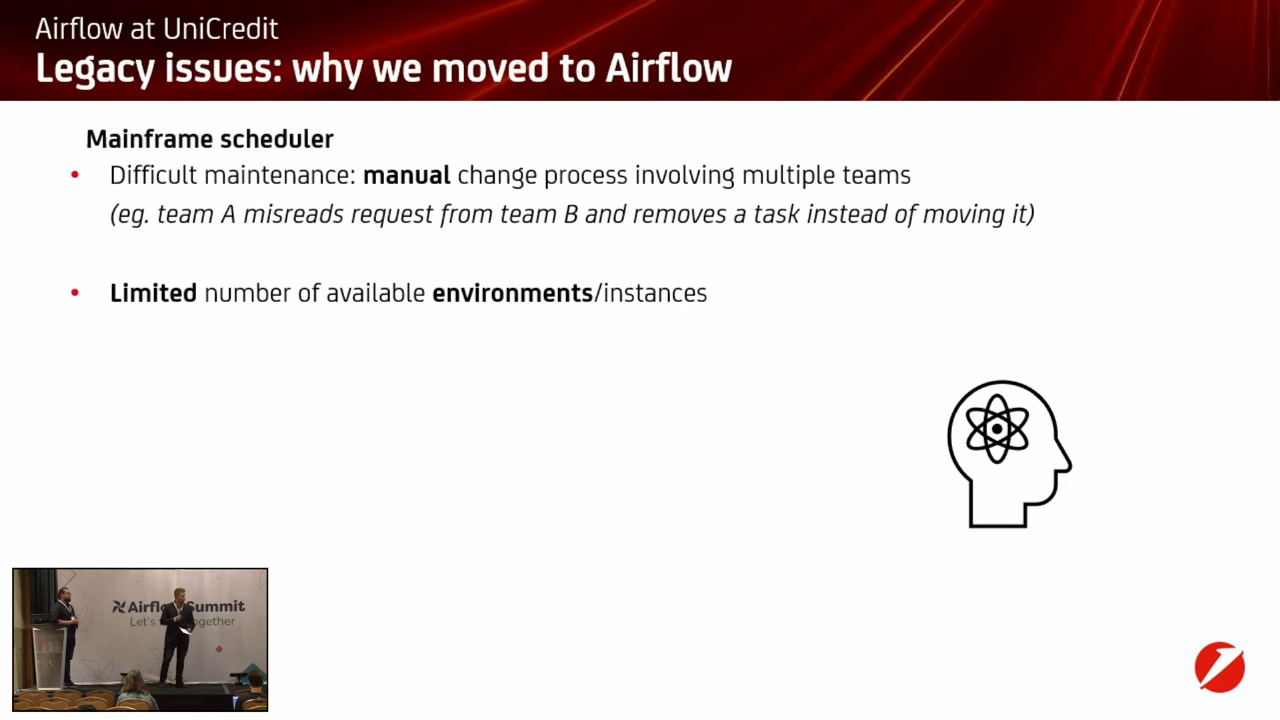 Airflow at UniCredit
Legacy issues: why we moved to Airflow
Mainframe scheduler
• Difficult maintenance: manual change process involving multiple teams
(eg. team A misreads request from team B and removes a task instead of moving it)
• Limited number of available environments/instances
Summit
Let's